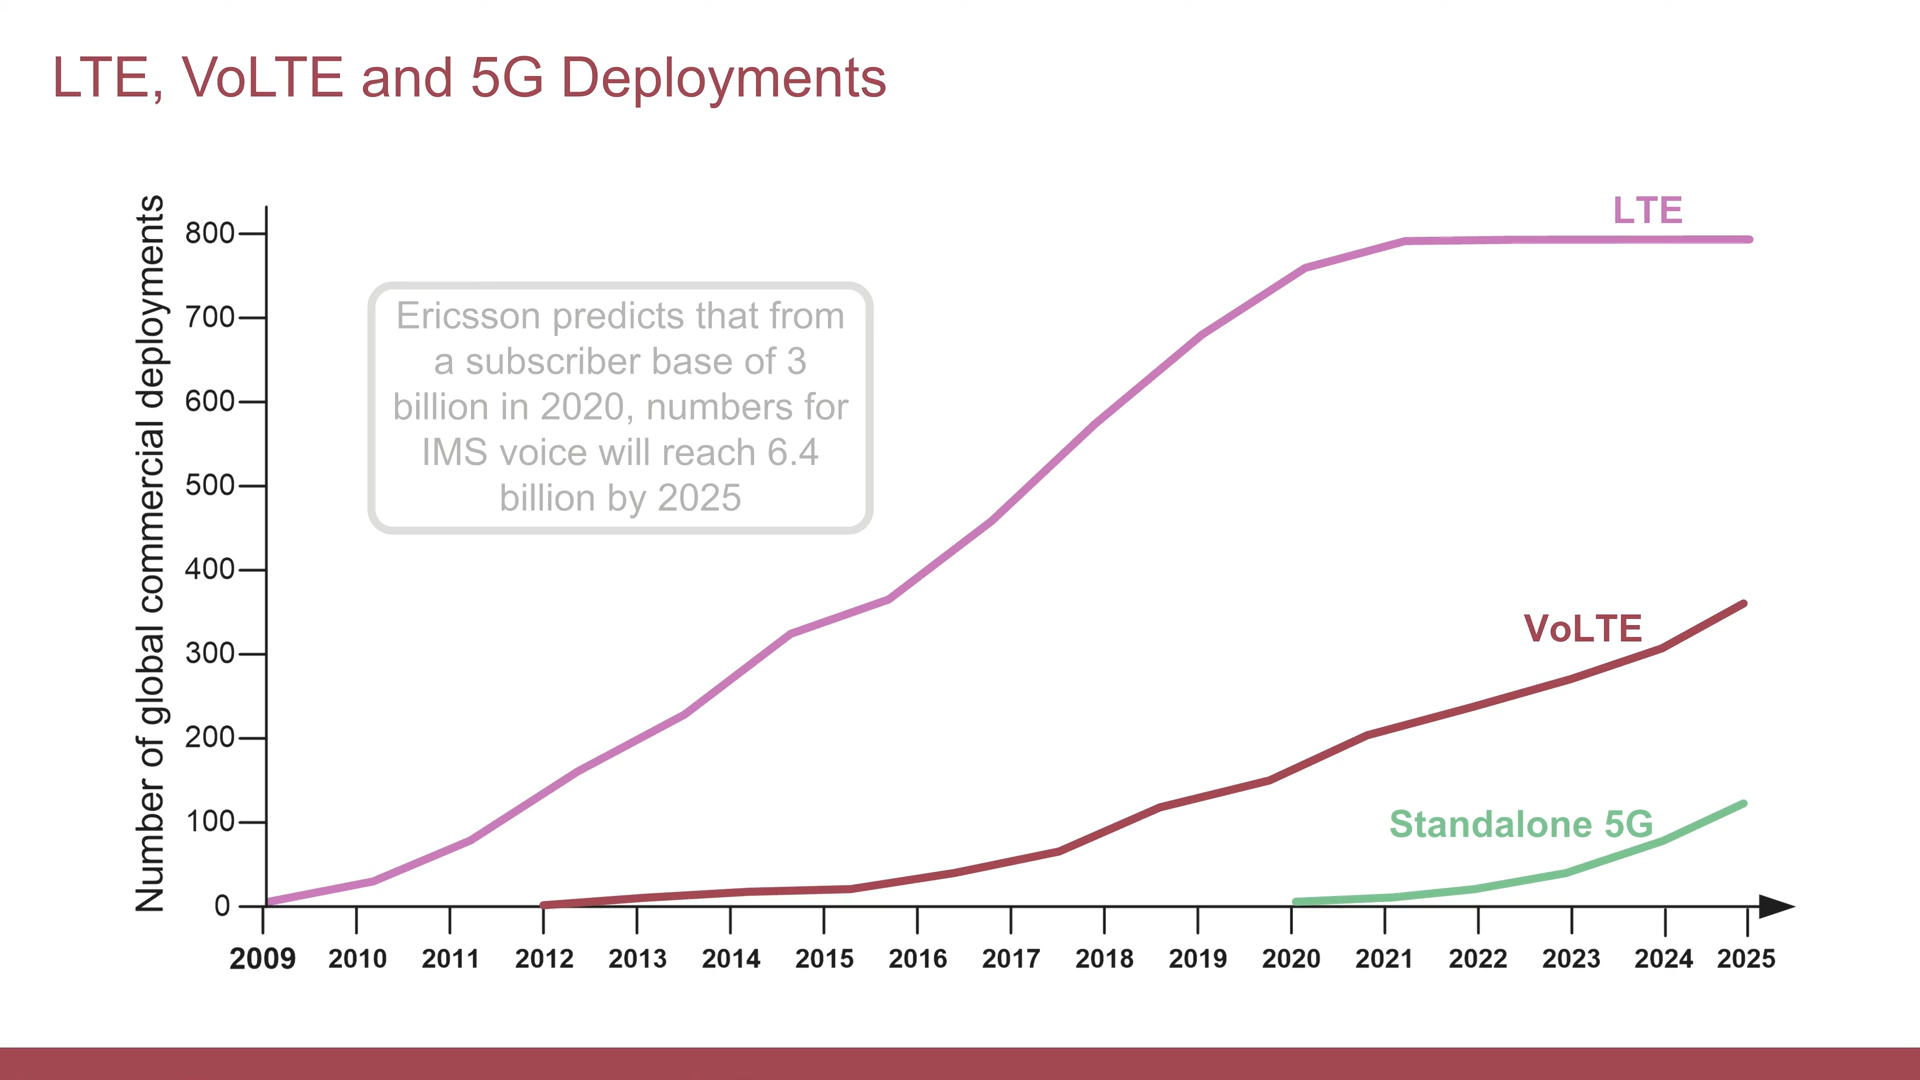 LTE, VoLTE and 5G Deployments
Number of global commercial deployments
800
700
600
500
400
300
200
100
0
Ericsson predicts that from
a subscriber base of 3
billion in 2020, numbers for
IMS voice will reach 6.4
billion by 2025
LTE
VoLTE
Standalone 5G
2009 2010 2011 2012 2013 2014 2015 2016 2017 2018 2019 2020 2021 2022 2023 2024 2025